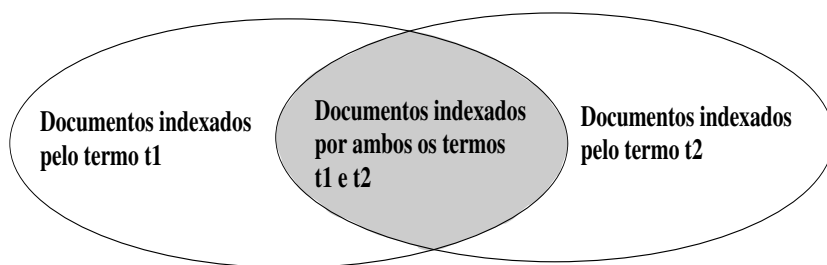 Documentos indexados
pelo termo t1
Documentos indexados
por ambos os termos
t1 e t2
Documentos indexados
pelo termo t2